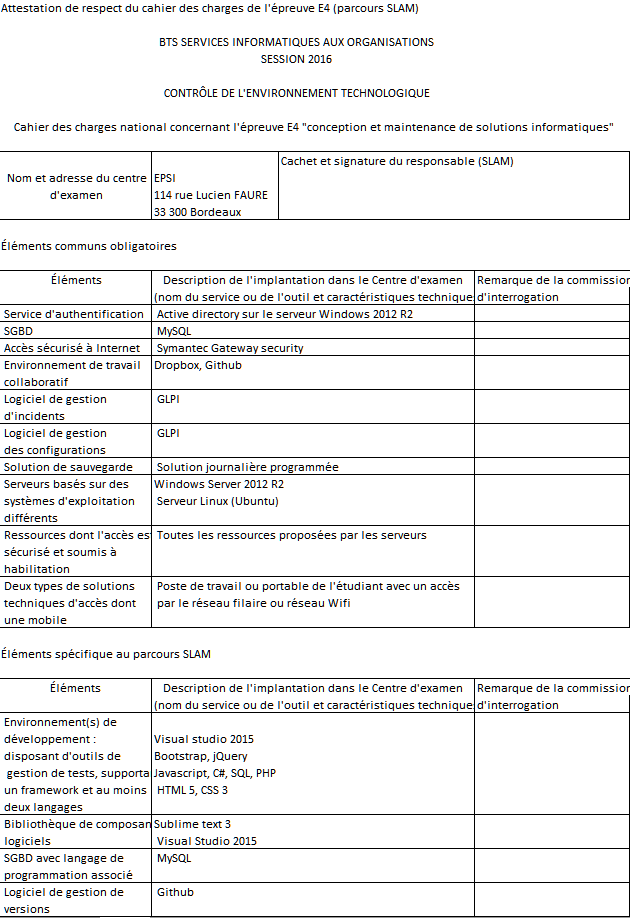 Attestation de respect du cahier des charges de l'épreuve E4 (parcours SLAM)
BTS SERVICES INFORMATIQUES AUX ORGANISATIONS
SESSION 2016
CONTRÔLE DE L'ENVIRONNEMENT TECHNOLOGIQUE
Cahier des charges national concernant l'épreuve E4 "conception et maintenance de solutions informatiques"
Nom et adresse du centre
d'examen
EPSI
114 rue Lucien FAURE
33 300 Bordeaux
Cachet et signature du responsable (SLAM)
Éléments communs obligatoires
Éléments
Description de l'implantation dans le Centre d'examen
(nom du service ou de l'outil et caractéristiques technique
Remarque de la commission
d'interrogation
Service d'authentification
Active directory sur le serveur Windows 2012 R2
SGBD
MySQL
Accès sécurisé à Internet
Symantec Gateway security
Environnement de travail
collaboratif
Dropbox, Github
Logiciel de gestion
d'incidents
GLPI
Logiciel de gestion
des configurations
GLPI
Solution de sauvegarde
Solution journalière programmée
Serveurs basés sur des
systèmes d'exploitation
différents
Windows Server 2012 R2
Serveur Linux (Ubuntu)
Ressources dont l'accès es
sécurisé et soumis à
habilitation
Toutes les ressources proposées par les serveurs
Deux types de solutions
techniques d'accès dont
une mobile
Poste de travail ou portable de l'étudiant avec un accès
par le réseau filaire ou réseau Wifi
Éléments spécifique au parcours SLAM
Éléments
Description de l'implantation dans le Centre d'examen
(nom du service ou de l'outil et caractéristiques technique
Remarque de la commission
d'interrogation
Environnement(s) de
développement :
disposant d'outils de
gestion de tests, supporta
un framework et au moins
deux langages
Visual studio 2015
Bootstrap, jQuery
Javascript, C#, SQL, PHP
HTML 5, CSS 3
Bibliothèque de composan
logiciels
Sublime text 3
Visual Studio 2015
SGBD avec langage de
programmation associé
MySQL
Logiciel de gestion de
versions
Github